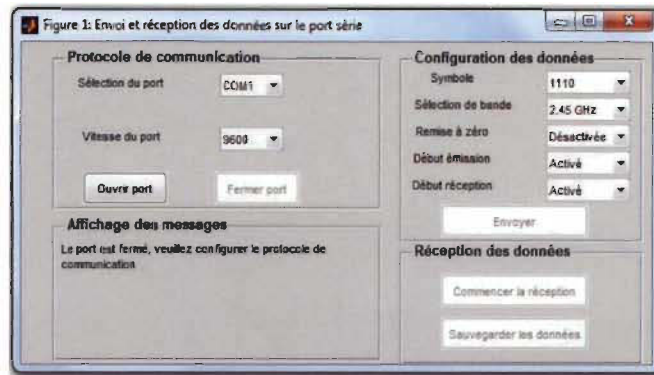 Figure 1: Envoi et réception des données sur le port série
Protocole de communication
Sélection du port
COM1
Vitesse du port
9600
Ouvrir port
Fermer port
Affichage des messages
Le port est fermé, veuillez configurer le protocole de
communication
Configuration des données
Symbole
1110
Sélection de bande
2.45 GHz
Remise à zéro
Désactivée
Début émission
Activé
Début réception
Activé
Envoyer
Réception des données
Commencer la réception
Sauvegarder les données